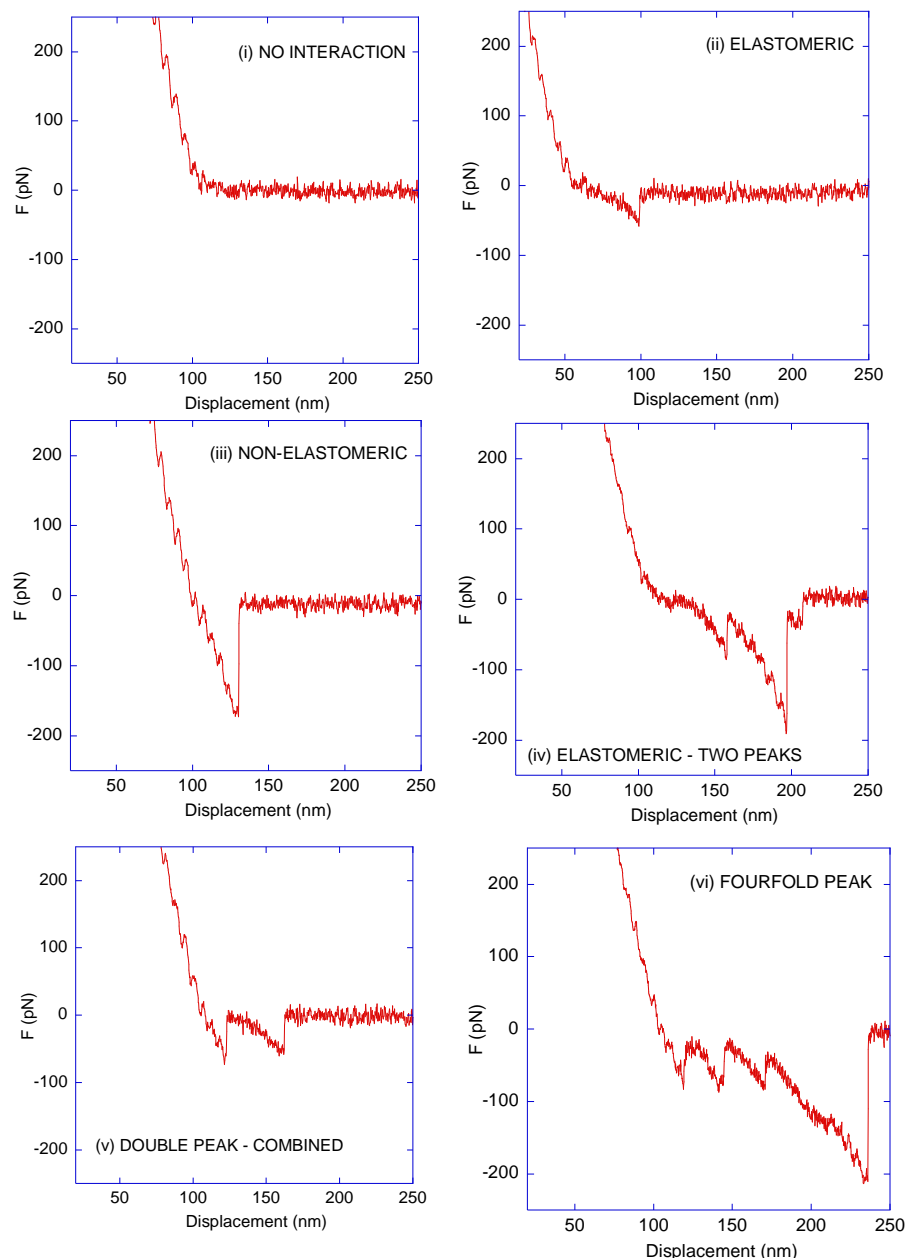 (i) NO INTERACTION
F (pN)
200
100
0
-100
-200
50 100 150 200 250
Displacement (nm)
(ii) ELASTOMERIC
F (pN)
200
100
0
-100
-200
50 100 150 200 250
Displacement (nm)
(iii) NON-ELASTOMERIC
F (pN)
200
100
0
-100
-200
50 100 150 200 250
Displacement (nm)
(iv) ELASTOMERIC - TWO PEAKS
F (pN)
200
100
0
-100
-200
50 100 150 200 250
Displacement (nm)
(v) DOUBLE PEAK - COMBINED
F (pN)
200
100
0
-100
-200
50 100 150 200 250
Displacement (nm)
(vi) FOURFOLD PEAK
F (pN)
200
100
0
-100
-200
50 100 150 200 250
Displacement (nm)